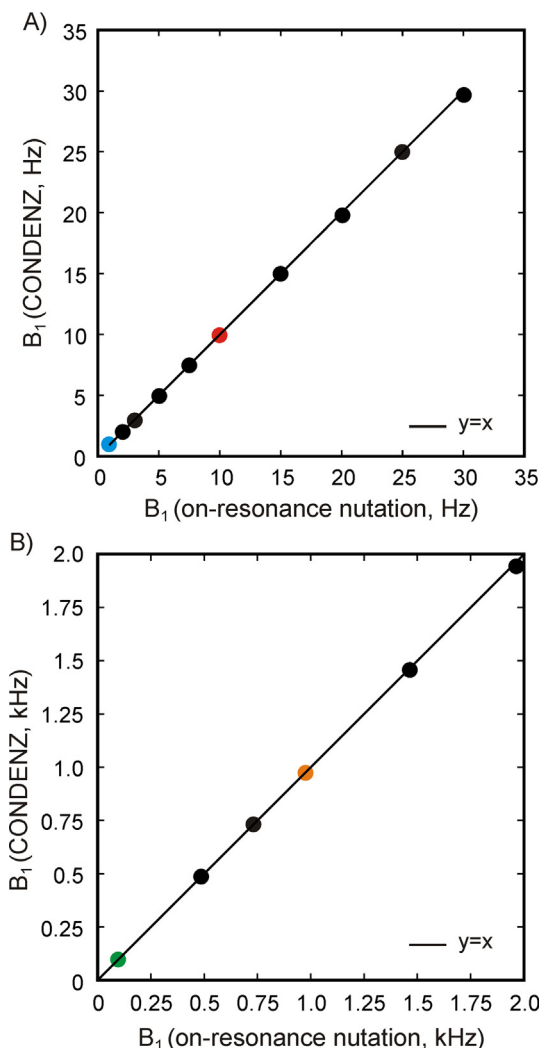 A)
35
30
25
20
15
10
5
0
B₁ (CONDENZ, Hz)
y=x
0 5 10 15 20 25 30 35
B₁ (on-resonance nutation, Hz)
B)
2.0
1.75
1.5
1.25
1.0
0.75
0.5
0.25
0
B₁ (CONDENZ, kHz)
y=x
0 0.25 0.5 0.75 1.0 1.25 1.5 1.75 2.0
B₁ (on-resonance nutation, kHz)